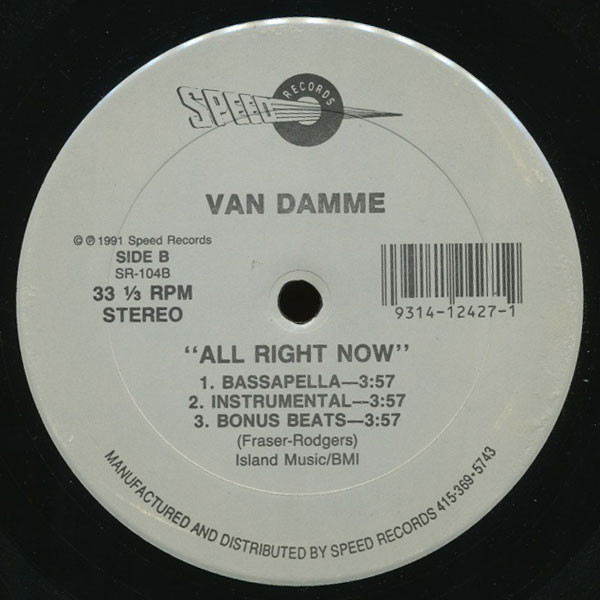 SPEED RECORDS
VAN DAMME
© ℗ 1991 Speed Records
SIDE B
SR-104B
33 ⅓ RPM
STEREO
9314-12427-1
"ALL RIGHT NOW"
1. BASSAPELLA—3:57
2. INSTRUMENTAL—3:57
3. BONUS BEATS—3:57
(Fraser-Rodgers)
Island Music/BMI
MANUFACTURED AND DISTRIBUTED BY SPEED RECORDS 415-369-5743